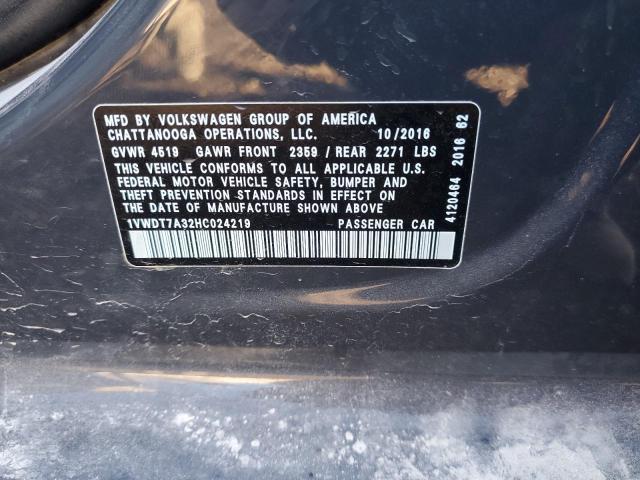 MFD BY VOLKSWAGEN GROUP OF AMERICA
CHATTANOOGA OPERATIONS, LLC. 10/2016
GVWR 4519 GAWR FRONT 2359 / REAR 2271 LBS
THIS VEHICLE CONFORMS TO ALL APPLICABLE U.S.
FEDERAL MOTOR VEHICLE SAFETY, BUMPER AND
THEFT PREVENTION STANDARDS IN EFFECT ON
THE DATE OF MANUFACTURE SHOWN ABOVE
1VWDT7A32HC024219 PASSENGER CAR
4120464 2016 62